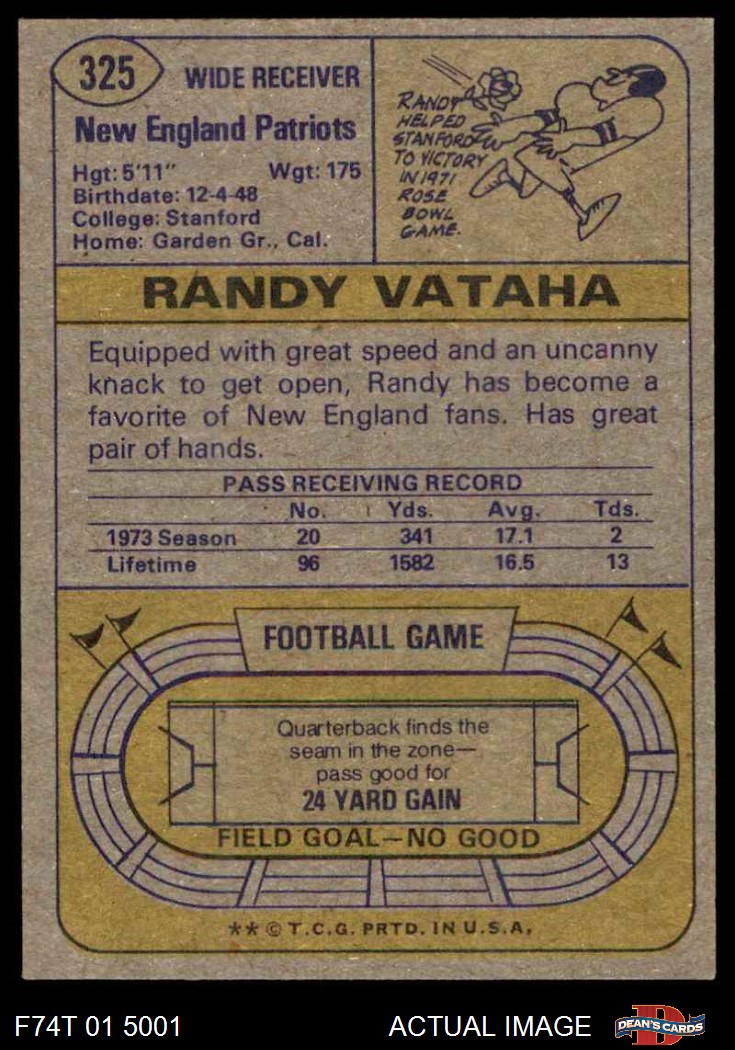 325
WIDE RECEIVER
New England Patriots
Hgt: 5'11" Wgt: 175
Birthdate: 12-4-48
College: Stanford
Home: Garden Gr., Cal.
RANDY
HELPED
STANFORD
TO VICTORY
IN 1971
ROSE
BOWL
GAME.
RANDY VATAHA
Equipped with great speed and an uncanny
knack to get open, Randy has become a
favorite of New England fans. Has great
pair of hands.
PASS RECEIVING RECORD
No. Yds. Avg. Tds.
1973 Season 20 341 17.1 2
Lifetime 96 1582 16.5 13
FOOTBALL GAME
Quarterback finds the
seam in the zone—
pass good for
24 YARD GAIN
FIELD GOAL—NO GOOD
** © T.C.G. PRTD. IN U.S.A.
F74T 01 5001 ACTUAL IMAGE
D
DEAN'S CARDS